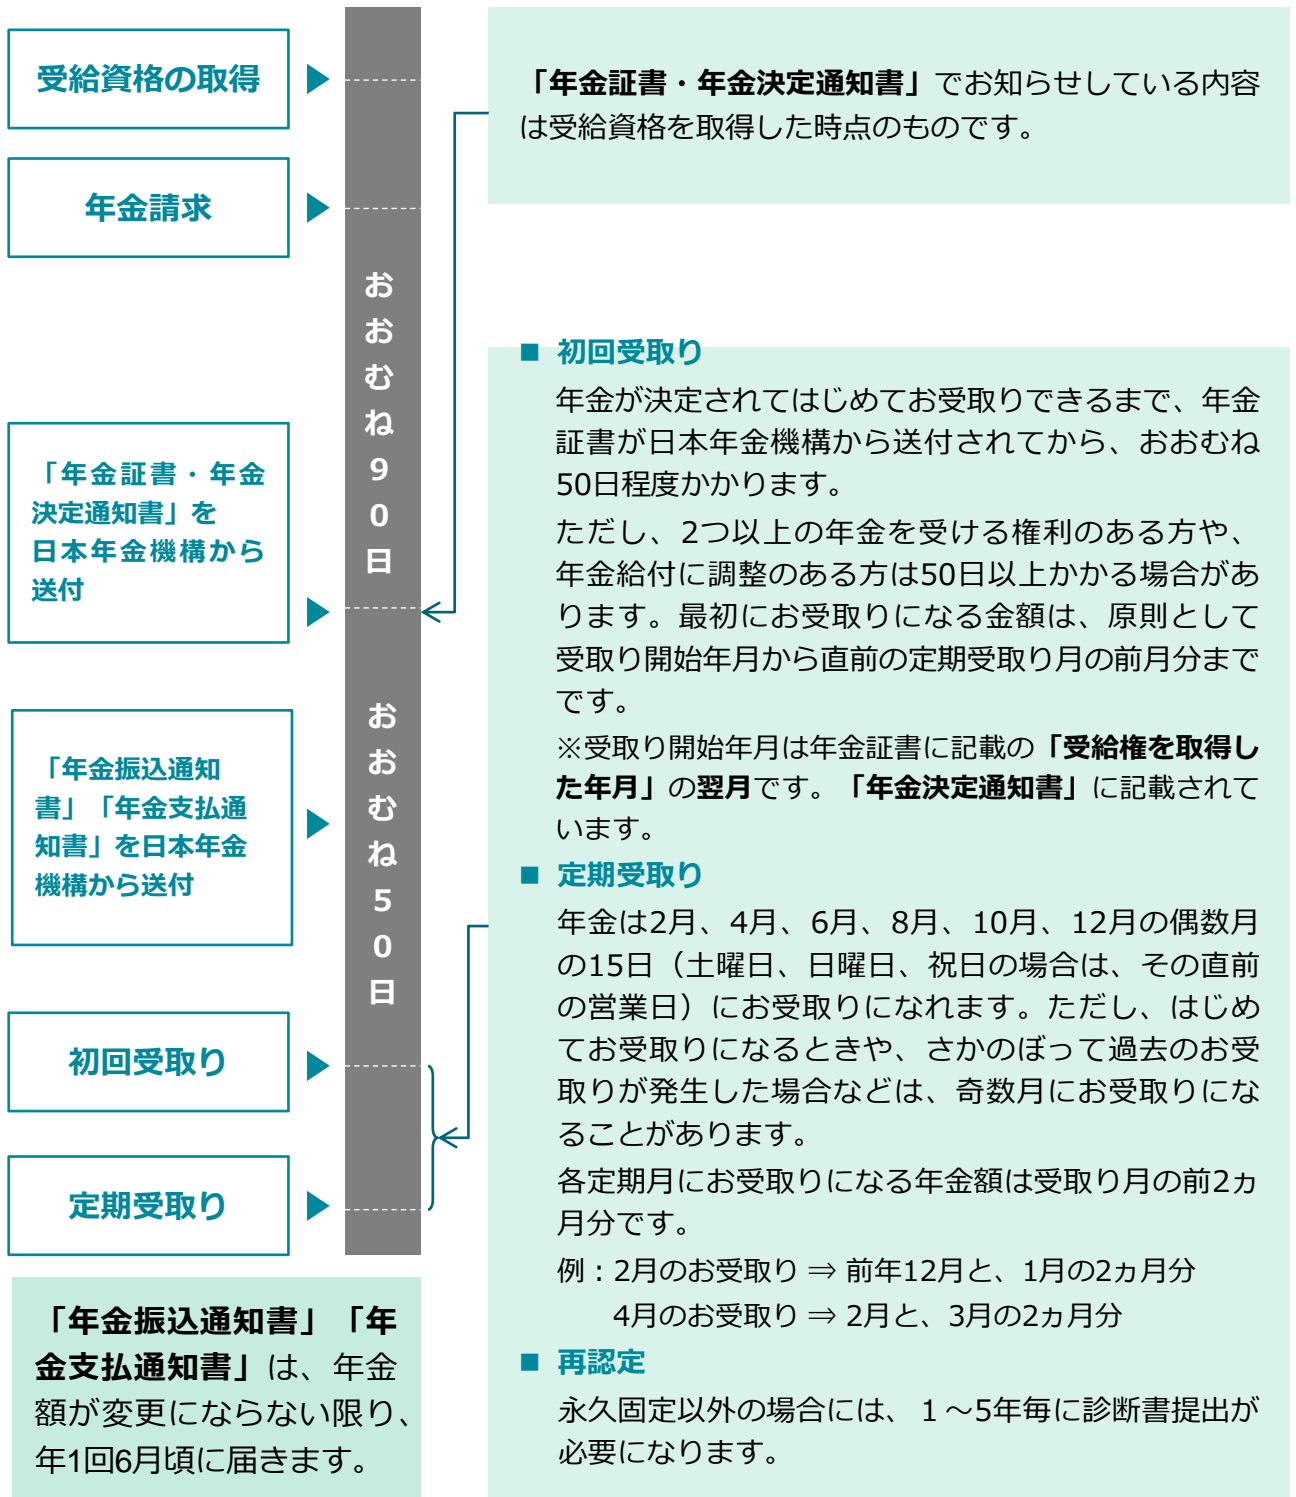 受給資格の取得
年金請求
「年金証書・年金
決定通知書」を
日本年金機構から
送付
「年金振込通知
書」「年金支払通
知書」を日本年金
機構から送付
初回受取り
定期受取り
おおむね90日
おおむね50日
「年金振込通知書」「年
金支払通知書」は、年金
額が変更にならない限り、
年1回6月頃に届きます。
「年金証書・年金決定通知書」でお知らせしている内容
は受給資格を取得した時点のものです。
■ 初回受取り
年金が決定されてはじめてお受取りできるまで、年金
証書が日本年金機構から送付されてから、おおむね
50日程度かかります。
ただし、2つ以上の年金を受ける権利のある方や、
年金給付に調整のある方は50日以上かかる場合があ
ります。最初にお受取りになる金額は、原則として
受取り開始年月から直前の定期受取り月の前月分まで
です。
※受取り開始年月は年金証書に記載の「受給権を取得し
た年月」の翌月です。「年金決定通知書」に記載されて
います。
■ 定期受取り
年金は2月、4月、6月、8月、10月、12月の偶数月
の15日（土曜日、日曜日、祝日の場合は、その直前
の営業日）にお受取りになれます。ただし、はじめ
てお受取りになるときや、さかのぼって過去のお受
取りが発生した場合などは、奇数月にお受取りにな
ることがあります。
各定期月にお受取りになる年金額は受取り月の前2ヵ
月分です。
例：2月のお受取り ⇒ 前年12月と、1月の2ヵ月分
4月のお受取り ⇒ 2月と、3月の2ヵ月分
■ 再認定
永久固定以外の場合には、１～5年毎に診断書提出が
必要になります。